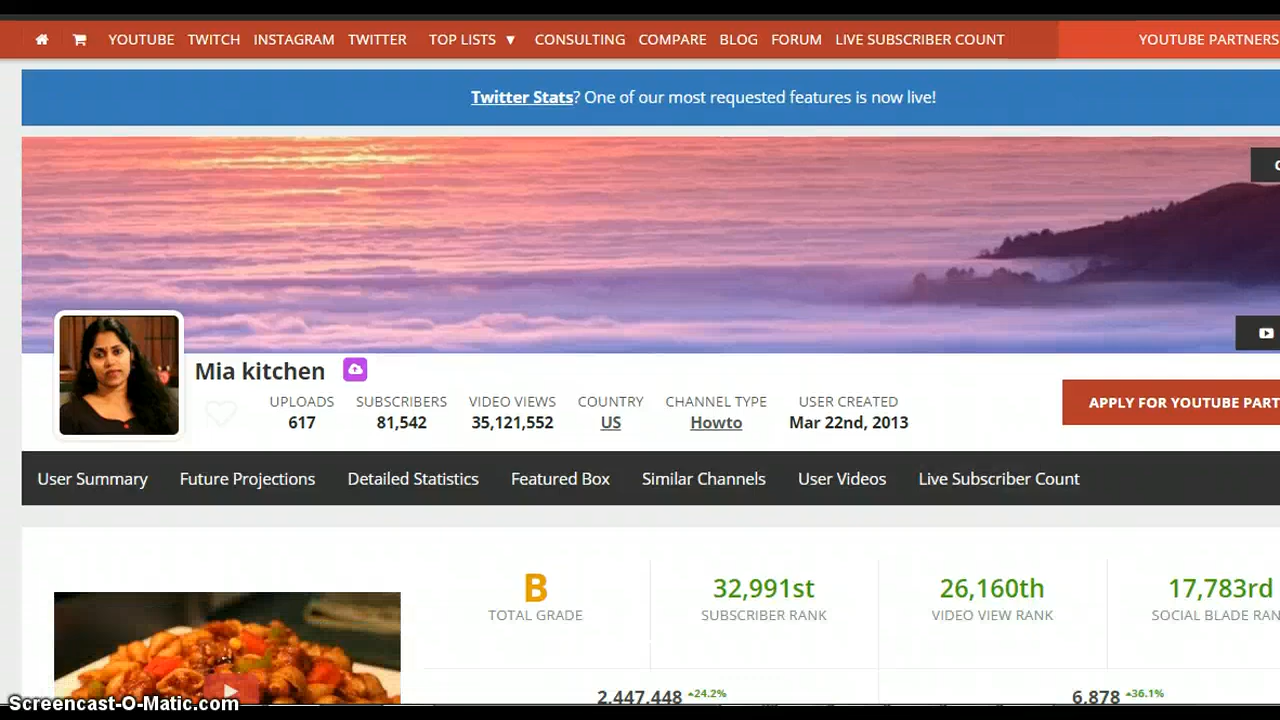 YOUTUBE TWITCH INSTAGRAM TWITTER TOP LISTS ▼ CONSULTING COMPARE BLOG FORUM LIVE SUBSCRIBER COUNT YOUTUBE PARTNERS
Twitter Stats? One of our most requested features is now live!
Mia kitchen
UPLOADS SUBSCRIBERS VIDEO VIEWS COUNTRY CHANNEL TYPE USER CREATED
617 81,542 35,121,552 US Howto Mar 22nd, 2013
APPLY FOR YOUTUBE PART
User Summary Future Projections Detailed Statistics Featured Box Similar Channels User Videos Live Subscriber Count
B 32,991st 26,160th 17,783rd
TOTAL GRADE SUBSCRIBER RANK VIDEO VIEW RANK SOCIAL BLADE RAN
2,447,448 24.2% 6,878 36.1%
Screencast-O-Matic.com